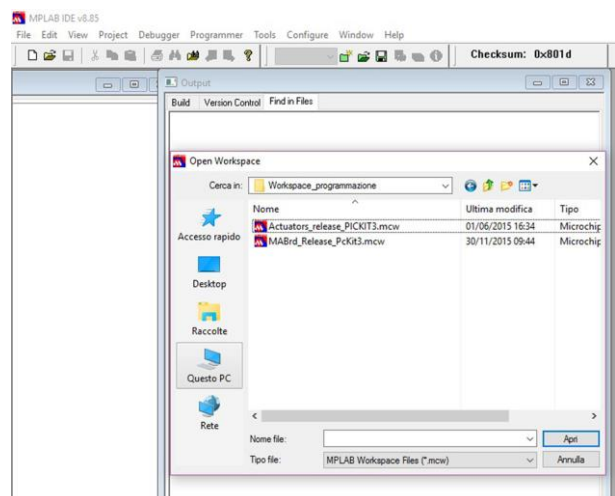 MPLAB IDE v8.85
File Edit View Project Debugger Programmer Tools Configure Window Help
Checksum: 0x801d
Output
Build Version Control Find in Files
Open Workspace
Cerca in: Workspace_programmazione
Nome Ultima modifica Tipo
Actuators_release_PICKIT3.mcw 01/06/2015 16:34 Microchip
MABrd_Release_PcKit3.mcw 30/11/2015 09:44 Microchip
Accesso rapido
Desktop
Raccolte
Questo PC
Rete
Nome file: Apri
Tipo file: MPLAB Workspace Files (*.mcw) Annulla